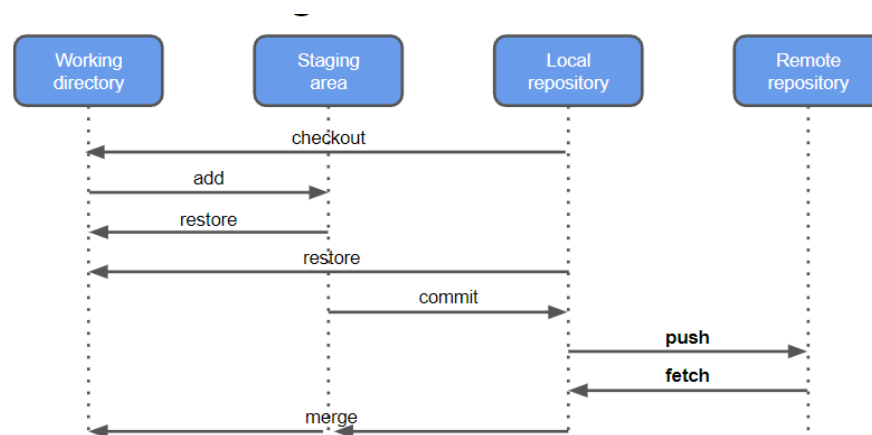 Working
directory
Staging
area
Local
repository
Remote
repository
checkout
add
restore
restore
commit
push
fetch
merge